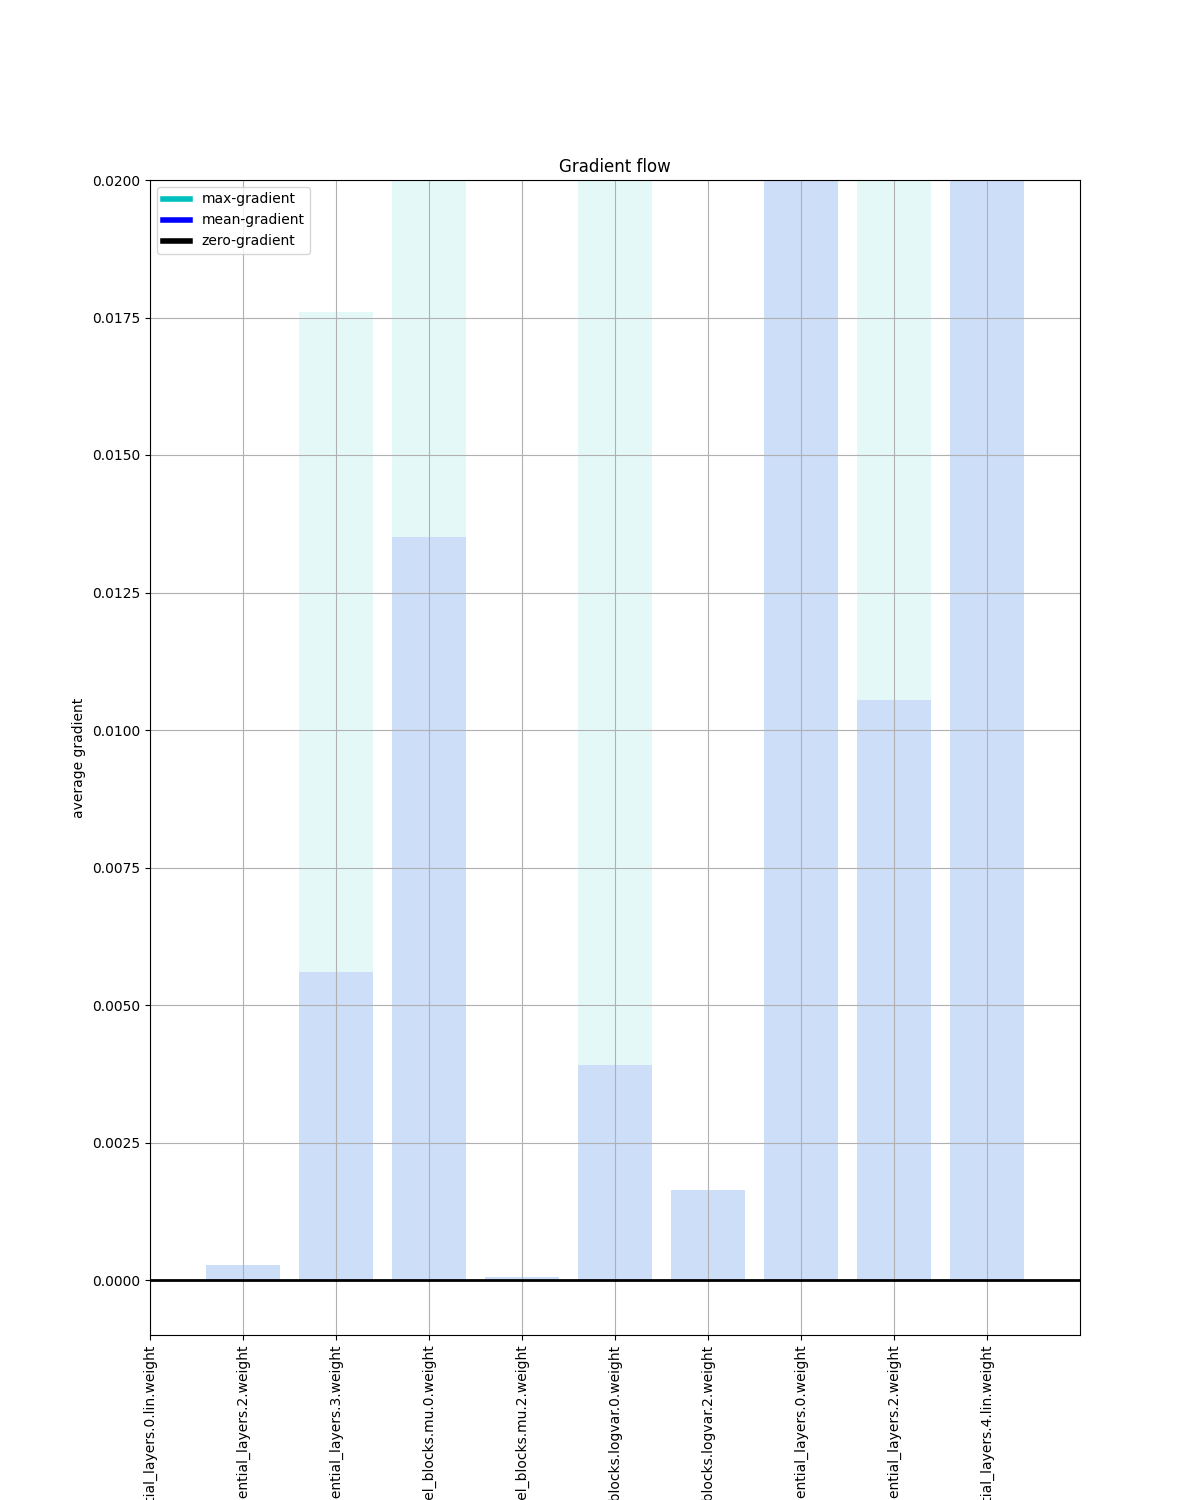 Gradient flow
max-gradient
mean-gradient
zero-gradient
0.0200
0.0175
0.0150
0.0125
0.0100
0.0075
0.0050
0.0025
0.0000
average gradient
tial_layers.0.lin.weight
ential_layers.2.weight
ential_layers.3.weight
el_blocks.mu.0.weight
el_blocks.mu.2.weight
blocks.logvar.0.weight
blocks.logvar.2.weight
ential_layers.0.weight
ential_layers.2.weight
tial_layers.4.lin.weight